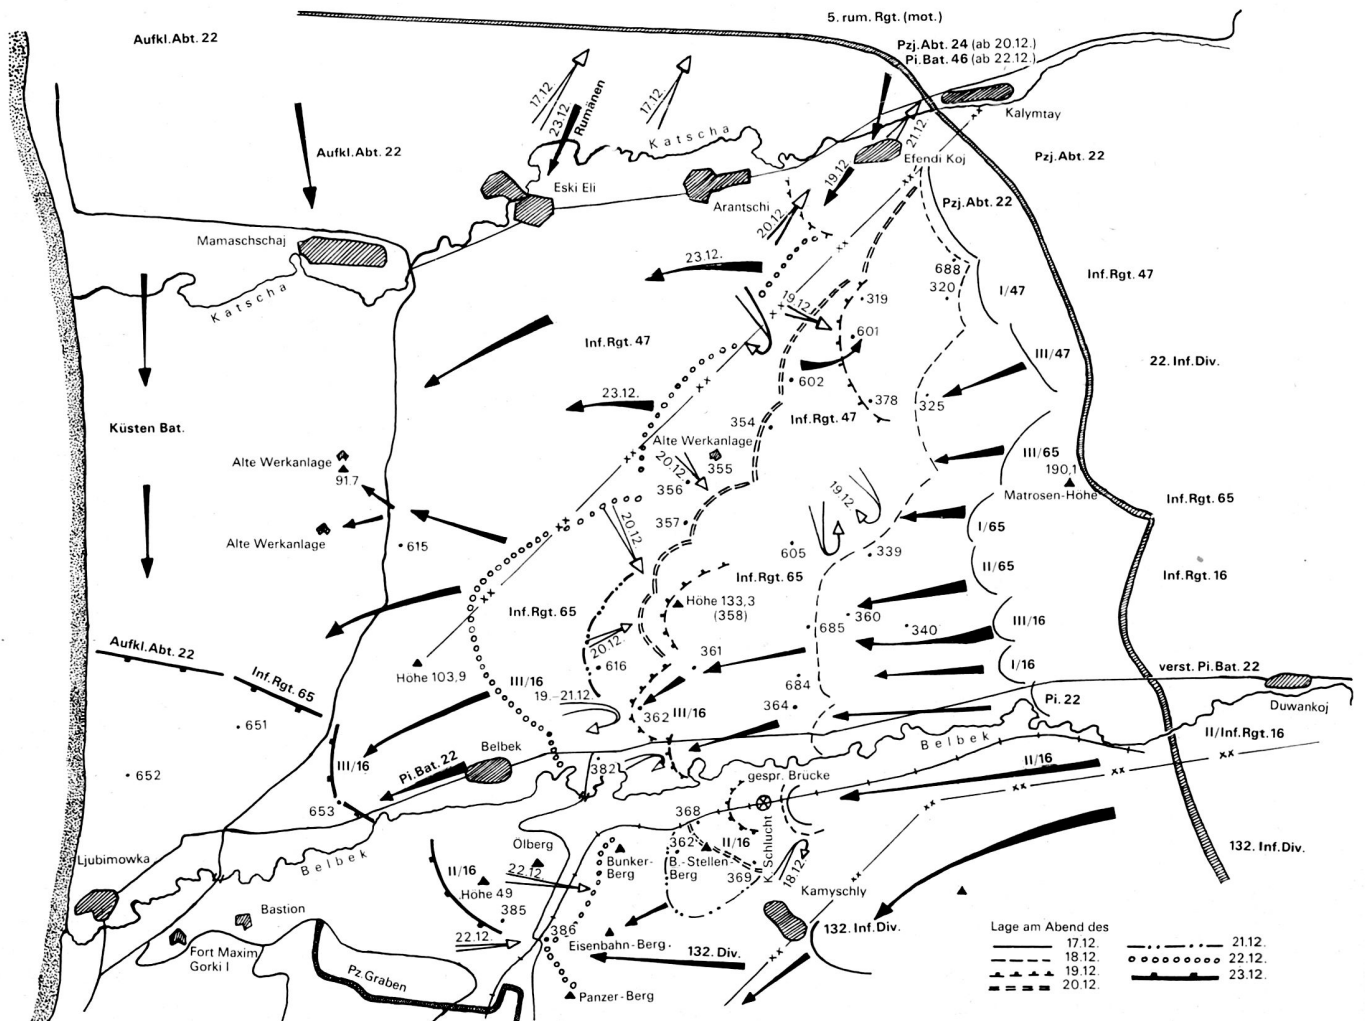 5. rum. Rgt. (mot.)
Aufkl. Abt. 22
Pzj. Abt. 24 (ab 20.12.)
Pi. Bat. 46 (ab 22.12.)
17.12.
17.12.
23.12.
Rumänen
Katscha
21.12.
Kalymtay
Aufkl. Abt. 22
Efendi Koj
Pzj. Abt. 22
19.12
Eski Eli
Arantschi
Pzj. Abt. 22
20.12.
Mamaschschaj
xx
xx
23.12.
688
Inf. Rgt. 47
Katscha
320
I/47
19.12.
319
xx
601
Inf. Rgt. 47
III/47
22. Inf. Div.
602
xx
23.12.
378
325
Küsten Bat.
354
Inf. Rgt. 47
Alte Werkanlage
Alte Werkanlage
xx
III/65
20.12.
355
190,1
91.7
356
19.12.
Matrosen-Höhe
Inf. Rgt. 65
357
xx
20.12.
I/65
Alte Werkanlage
615
605
339
II/65
Inf. Rgt. 65
Inf. Rgt. 16
xx
Inf. Rgt. 65
Höhe 133,3
(358)
360
III/16
685
340
Aufkl. Abt. 22
20.12.
616
361
I/16
verst. Pi. Bat. 22
Höhe 103,9
Inf. Rgt. 65
III/16
684
19.–21.12.
Pi. 22
Duwankoj
364
651
362
III/16
II/Inf. Rgt. 16
Belbek
Belbek
III/16
Pi. Bat. 22
382
II/16
xx
xx
652
gespr. Brücke
xx
653
368
Ölberg
362
II/16
K. Schlucht
Ljubimowka
Belbek
132. Inf. Div.
II/16
22.12
Bunker-
Berg
B.-Stellen-
Berg
369
18.12.
Höhe 49
Kamyschly
Bastion
385
386
132. Inf. Div.
22.12.
Eisenbahn-Berg.
132. Div.
xx
Fort Maxim
Gorki I
Pz. Graben
Panzer-Berg
Lage am Abend des
17.12.
18.12.
19.12.
20.12.
21.12.
22.12.
23.12.